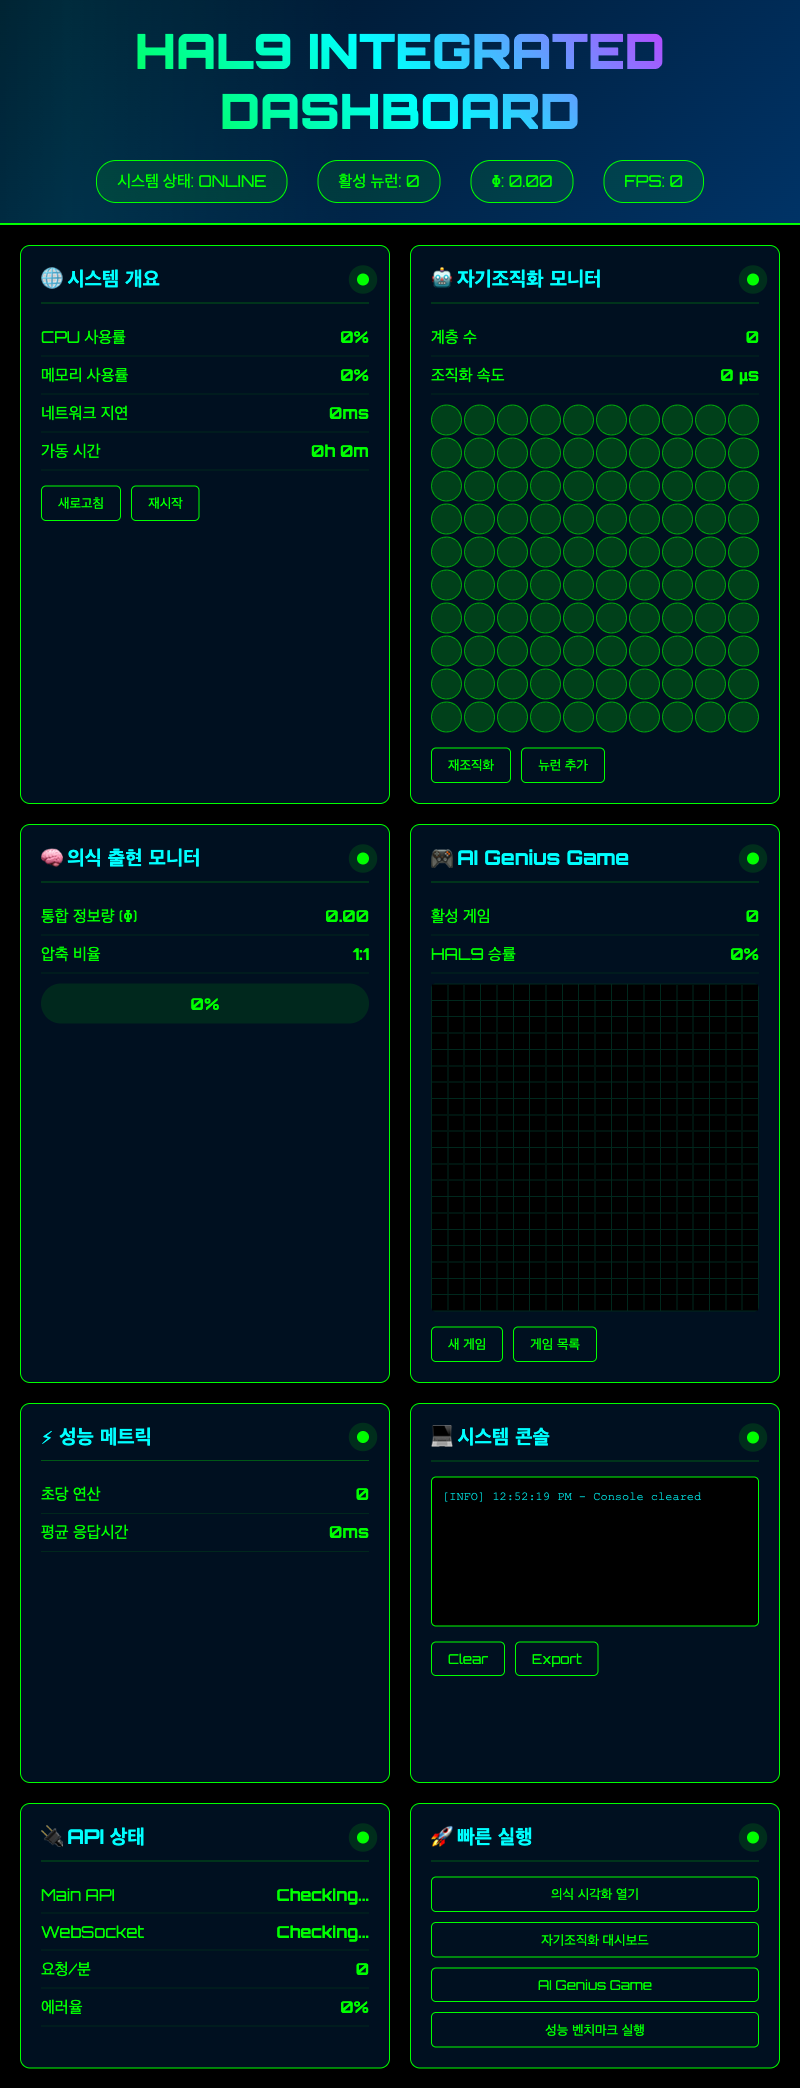 HAL9 INTEGRATED
DASHBOARD
시스템 상태: ONLINE
활성 뉴런: 0
Φ: 0.00
FPS: 0
🌐 시스템 개요
CPU 사용률 0%
메모리 사용률 0%
네트워크 지연 0ms
가동 시간 0h 0m
새로고침 재시작
🤖 자기조직화 모니터
계층 수 0
조직화 속도 0 μs
재조직화 뉴런 추가
🧠 의식 출현 모니터
통합 정보량 (Φ) 0.00
압축 비율 1:1
0%
🎮 AI Genius Game
활성 게임 0
HAL9 승률 0%
새 게임 게임 목록
⚡ 성능 메트릭
초당 연산 0
평균 응답시간 0ms
💻 시스템 콘솔
[INFO] 12:52:19 PM - Console cleared
Clear Export
🔌 API 상태
Main API Checking...
WebSocket Checking...
요청/분 0
에러율 0%
🚀 빠른 실행
의식 시각화 열기
자기조직화 대시보드
AI Genius Game
성능 벤치마크 실행